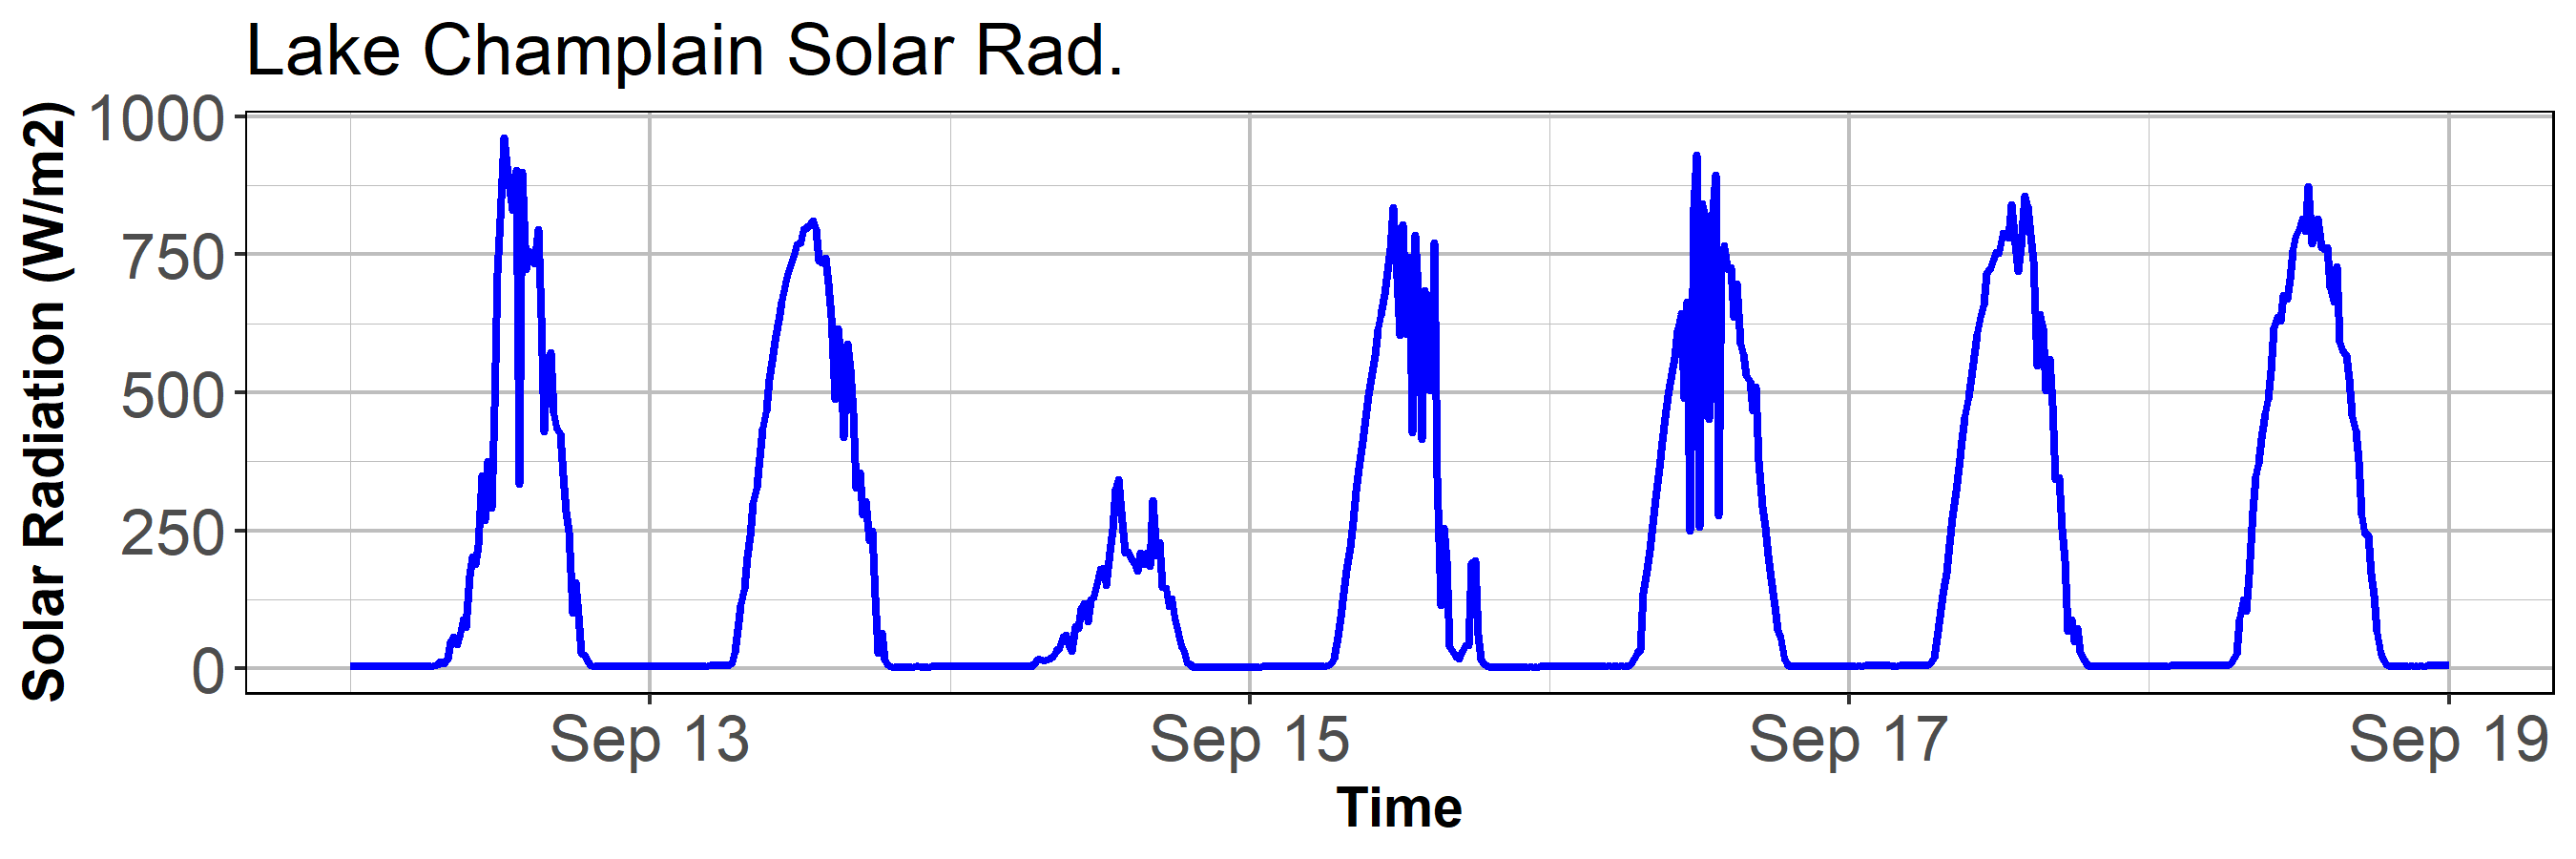 Lake Champlain Solar Rad.
Solar Radiation (W/m2)
1000
750
500
250
0
Sep 13
Sep 15
Sep 17
Sep 19
Time